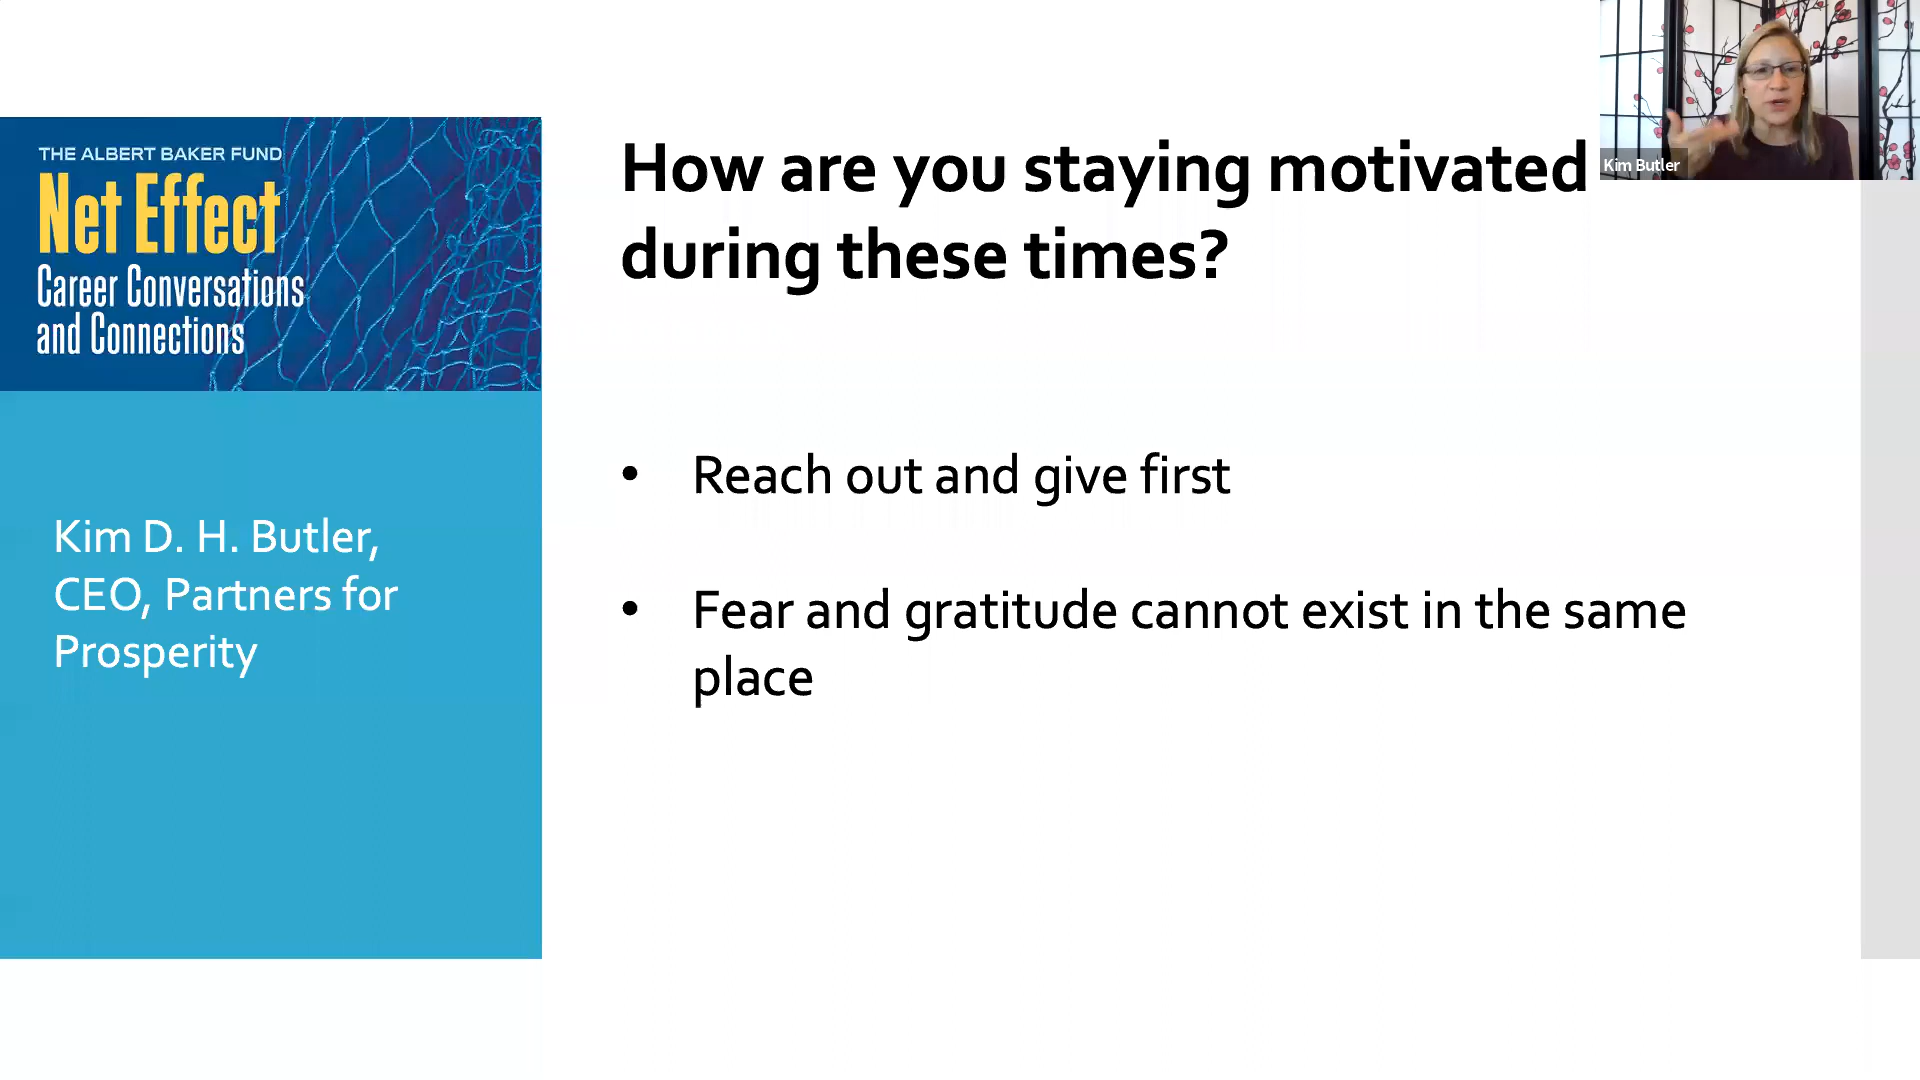 THE ALBERT BAKER FUND
Net Effect
Career Conversations
and Connections
Kim D. H. Butler,
CEO, Partners for
Prosperity
How are you staying motivated
during these times?
• Reach out and give first
• Fear and gratitude cannot exist in the same
place
Kim Butler